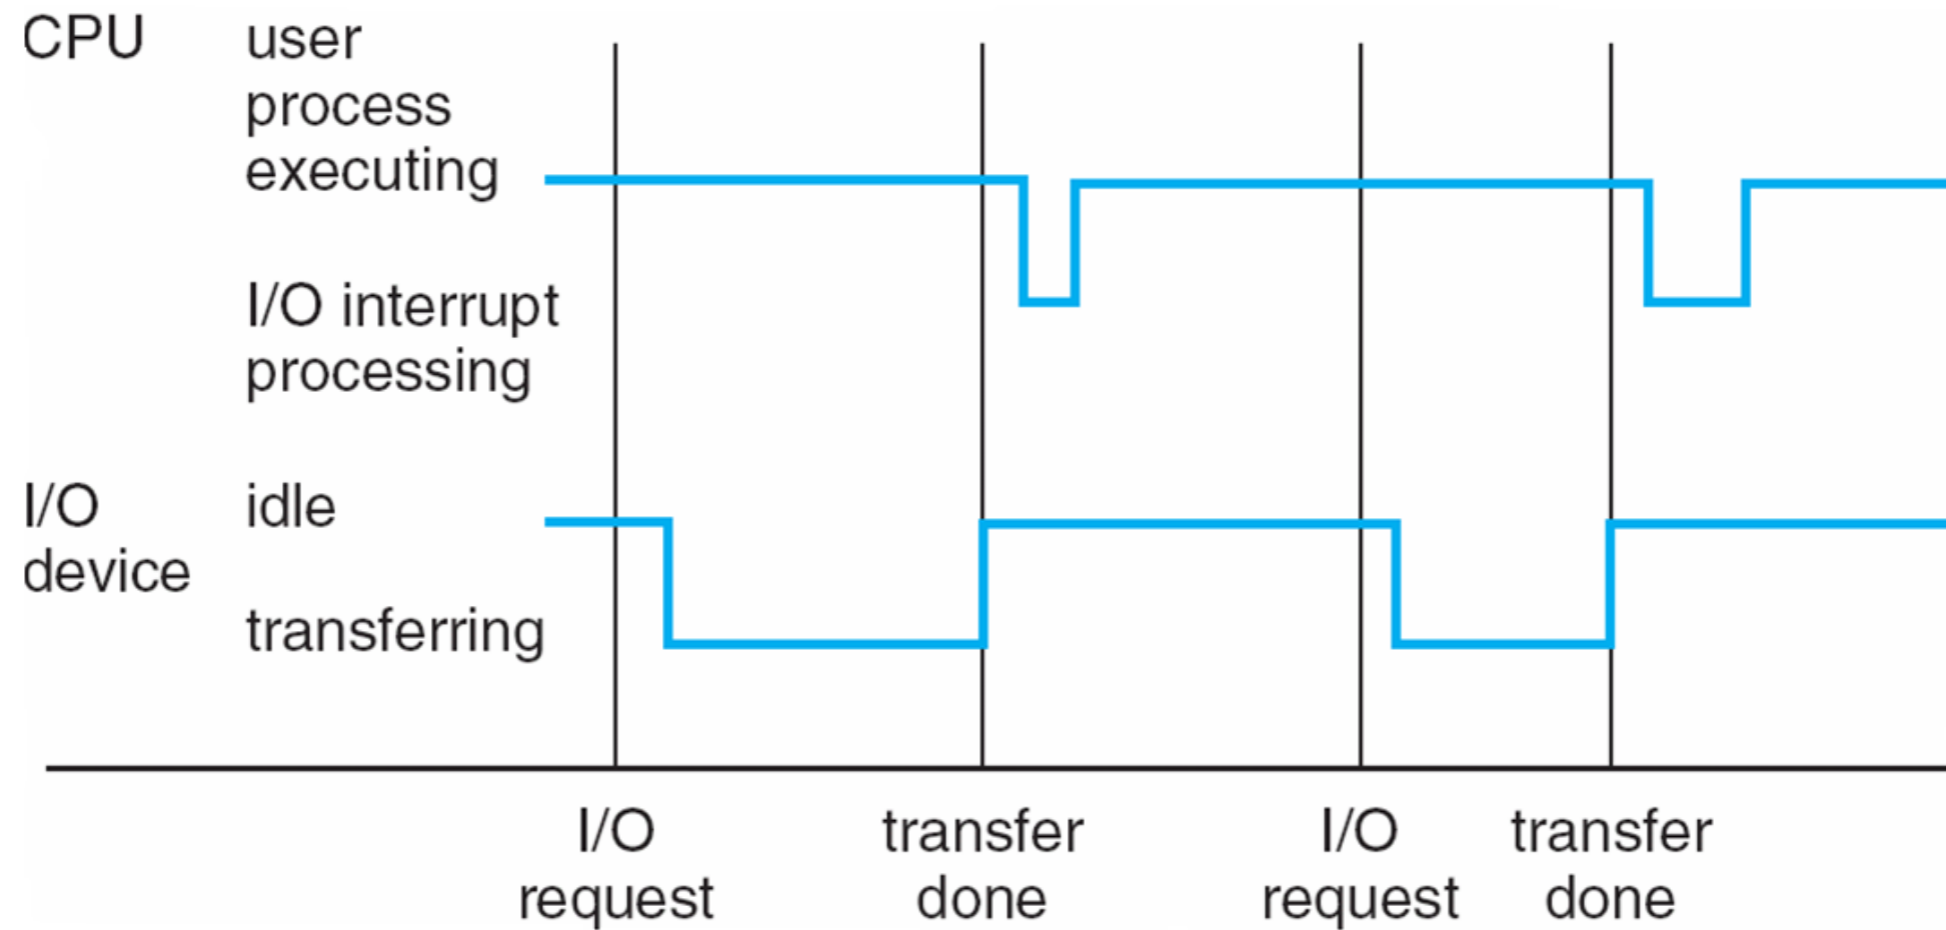 CPU
user
process
executing
I/O interrupt
processing
I/O
device
idle
transferring
I/O
request
transfer
done
I/O
request
transfer
done